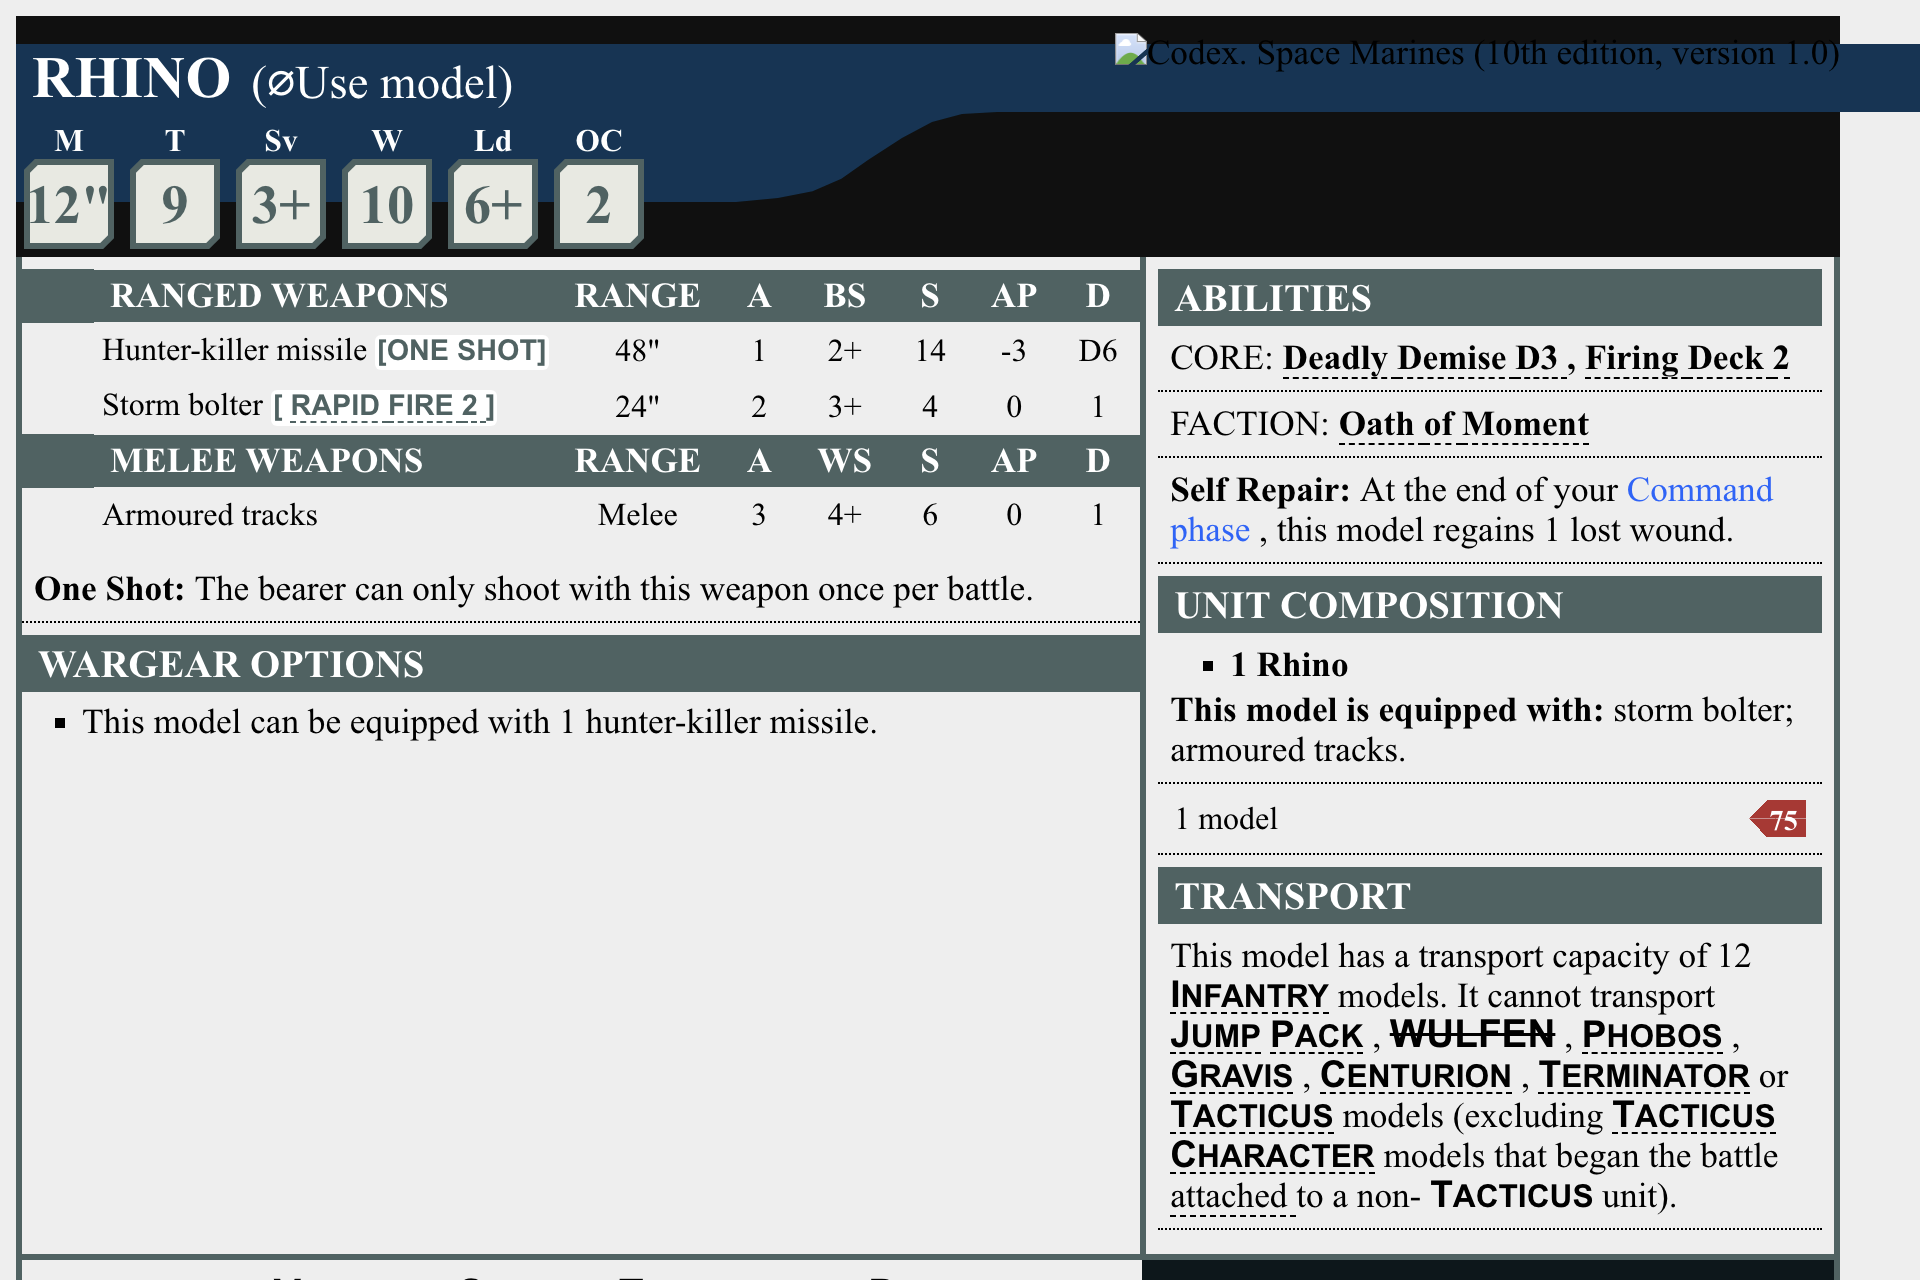 RHINO (⌀Use model)
Codex. Space Marines (10th edition, version 1.0)
M T Sv W Ld OC
12" 9 3+ 10 6+ 2
RANGED WEAPONS RANGE A BS S AP D
Hunter-killer missile [ONE SHOT] 48" 1 2+ 14 -3 D6
Storm bolter [ RAPID FIRE 2 ] 24" 2 3+ 4 0 1
MELEE WEAPONS RANGE A WS S AP D
Armoured tracks Melee 3 4+ 6 0 1
One Shot: The bearer can only shoot with this weapon once per battle.
WARGEAR OPTIONS
▪ This model can be equipped with 1 hunter-killer missile.
ABILITIES
CORE: Deadly Demise D3 , Firing Deck 2
FACTION: Oath of Moment
Self Repair: At the end of your Command
phase , this model regains 1 lost wound.
UNIT COMPOSITION
▪ 1 Rhino
This model is equipped with: storm bolter;
armoured tracks.
1 model 75
TRANSPORT
This model has a transport capacity of 12
INFANTRY models. It cannot transport
JUMP PACK , WULFEN , PHOBOS ,
GRAVIS , CENTURION , TERMINATOR or
TACTICUS models (excluding TACTICUS
CHARACTER models that began the battle
attached to a non- TACTICUS unit).